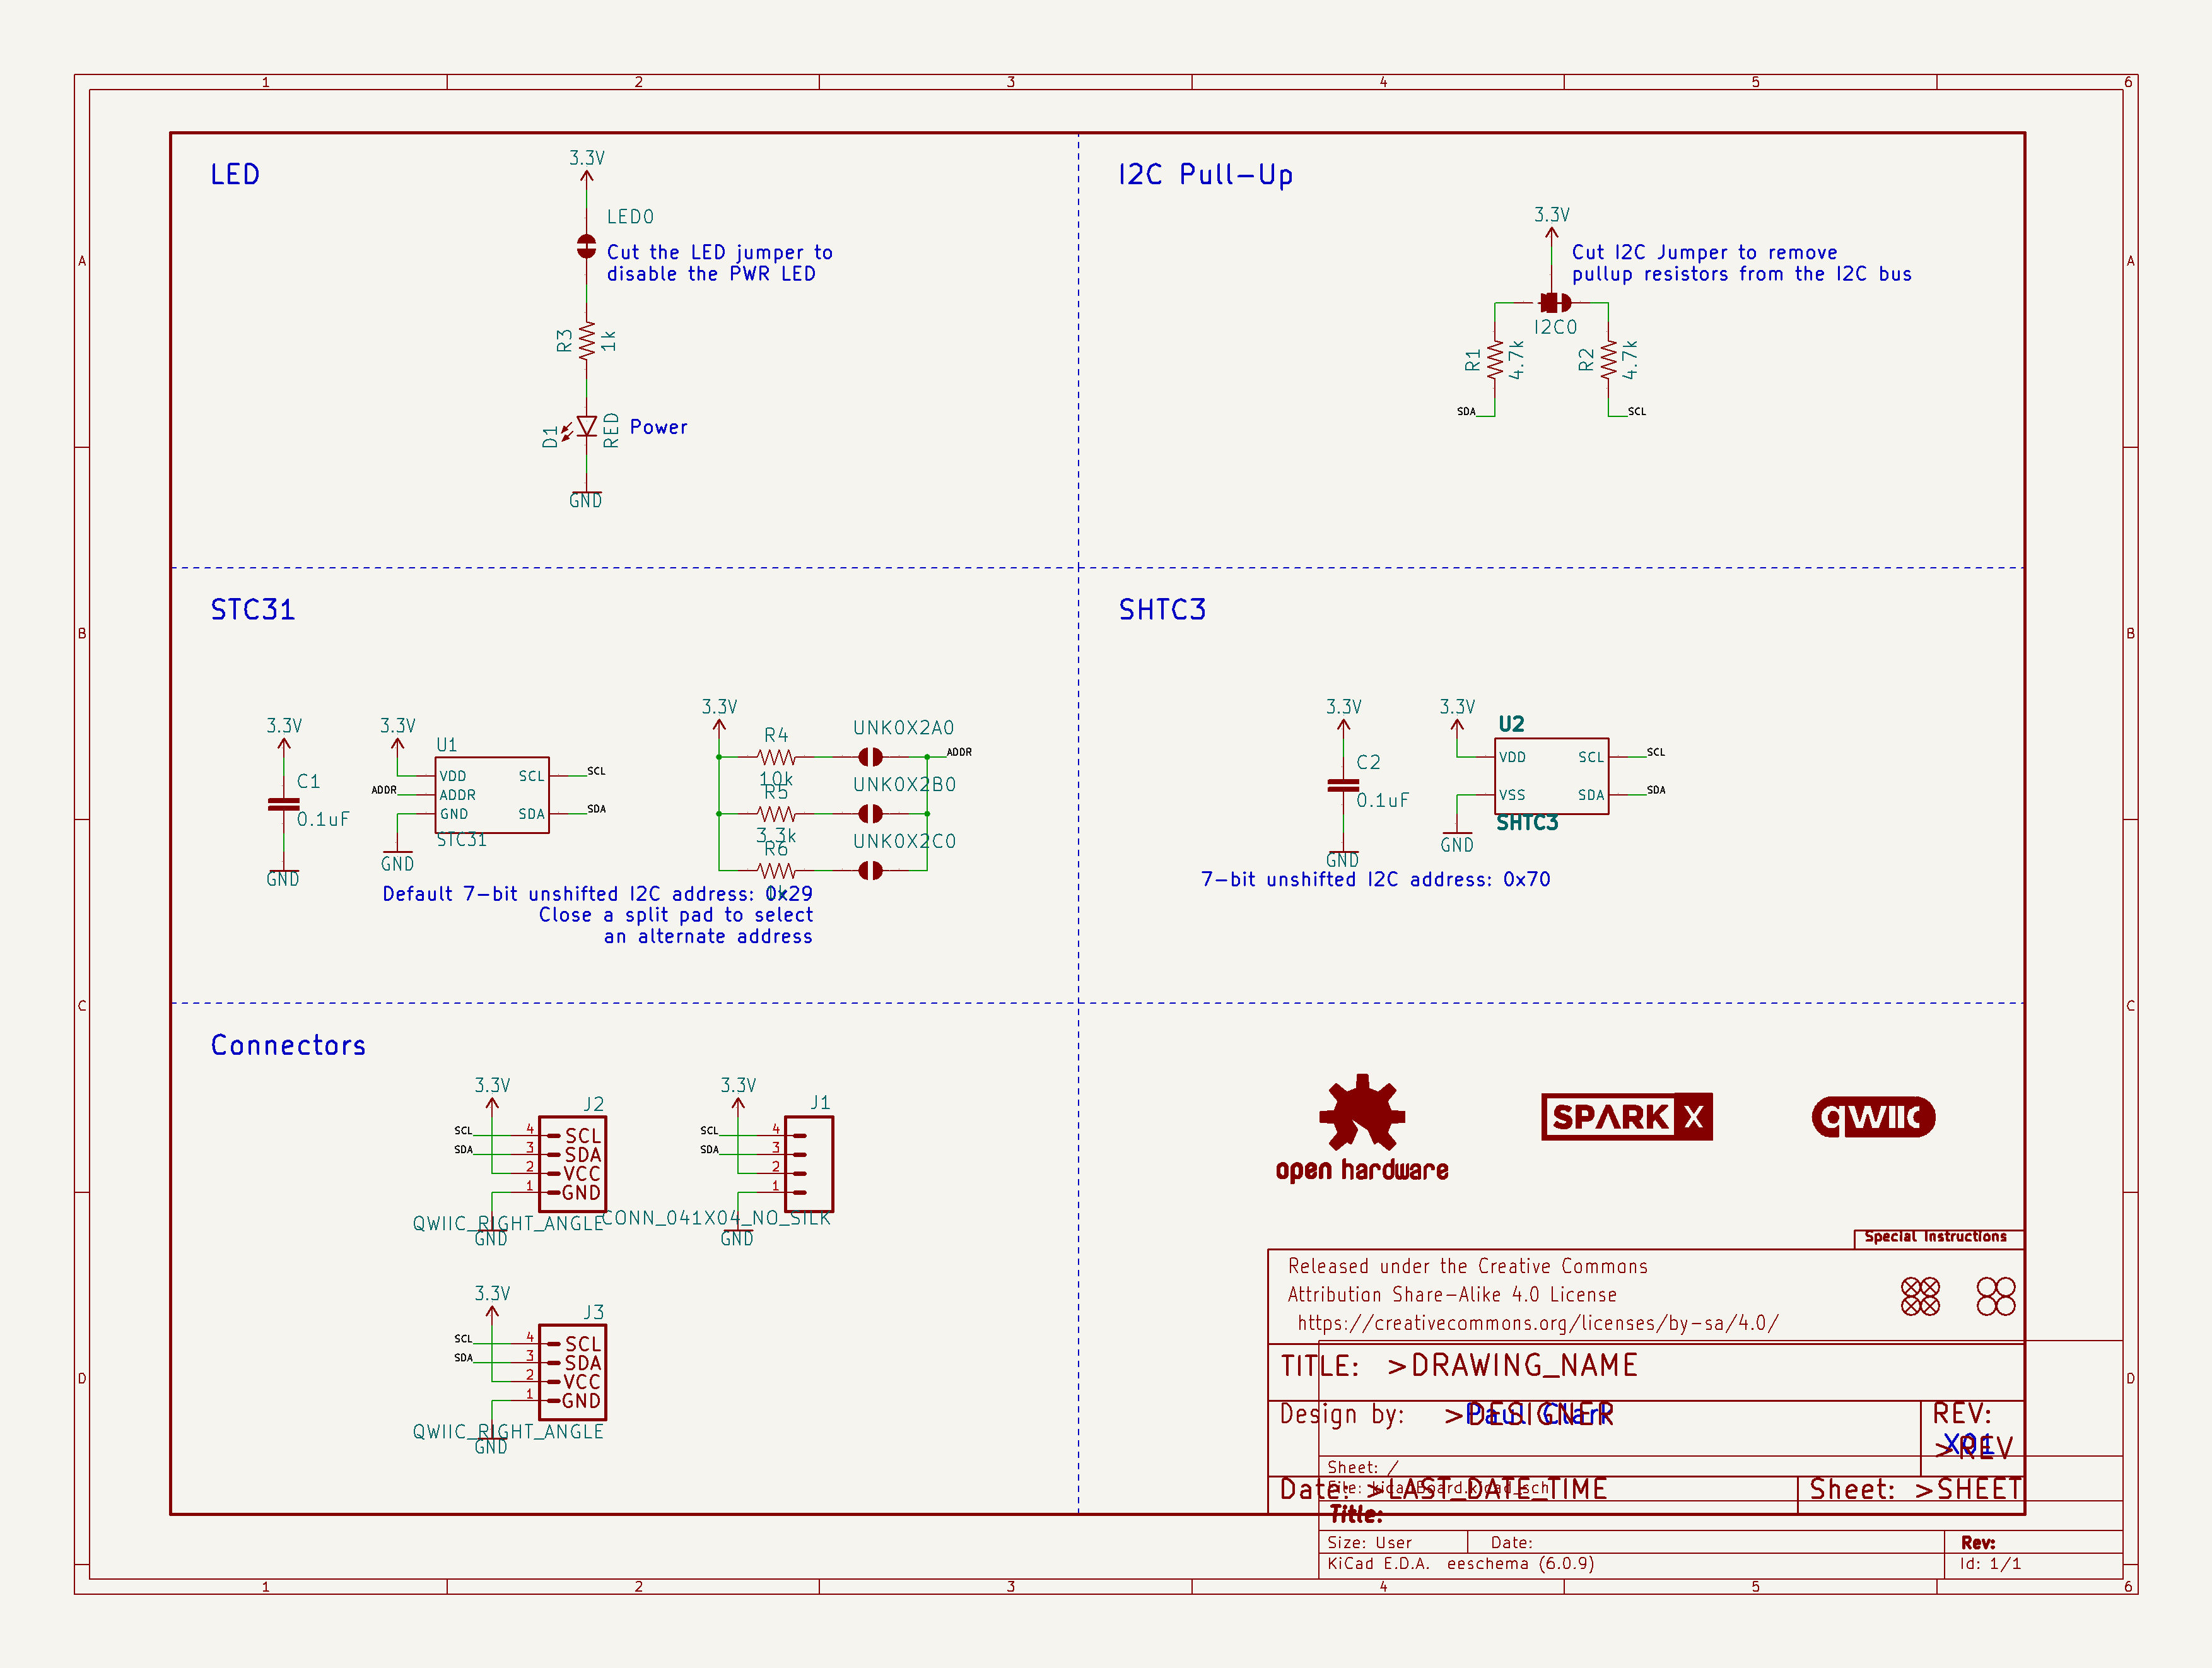 1 2 3 4 5 6
A
B
C
D
A
B
C
D
LED
3.3V
LED0
Cut the LED jumper to
disable the PWR LED
R3
1k
D1
RED
Power
GND
I2C Pull-Up
3.3V
Cut I2C Jumper to remove
pullup resistors from the I2C bus
I2C0
R1
4.7k
R2
4.7k
SDA
SCL
STC31
3.3V
C1
0.1uF
GND
3.3V
U1
VDD
ADDR
GND
SCL
SDA
ADDR
SCL
SDA
STC31
GND
3.3V
R4
10k
UNK0X2A0
ADDR
R5
3.3k
UNK0X2B0
R6
1k
UNK0X2C0
Default 7-bit unshifted I2C address: 0x29
Close a split pad to select
an alternate address
SHTC3
3.3V
C2
0.1uF
GND
3.3V
U2
VDD
VSS
SCL
SDA
SCL
SDA
SHTC3
GND
7-bit unshifted I2C address: 0x70
Connectors
3.3V
J2
SCL 4 SCL
SDA 3 SDA
2 VCC
1 GND
QWIIC_RIGHT_ANGLE
GND
3.3V
J1
SCL 4
SDA 3
2
1
CONN_041X04_NO_SILK
GND
3.3V
J3
SCL 4 SCL
SDA 3 SDA
2 VCC
1 GND
QWIIC_RIGHT_ANGLE
GND
open hardware
SPARK X
qwiic
Special Instructions
Released under the Creative Commons
Attribution Share-Alike 4.0 License
https://creativecommons.org/licenses/by-sa/4.0/
TITLE: >DRAWING_NAME
Design by: >DESIGNER
Paul Clark
REV:
>REV
X01
Sheet: /
File: kicadBoard.kicad_sch
Date: >LAST_DATE_TIME
Sheet: >SHEET
Title:
Size: User Date: Rev:
KiCad E.D.A. eeschema (6.0.9) Id: 1/1
1 2 3 4 5 6